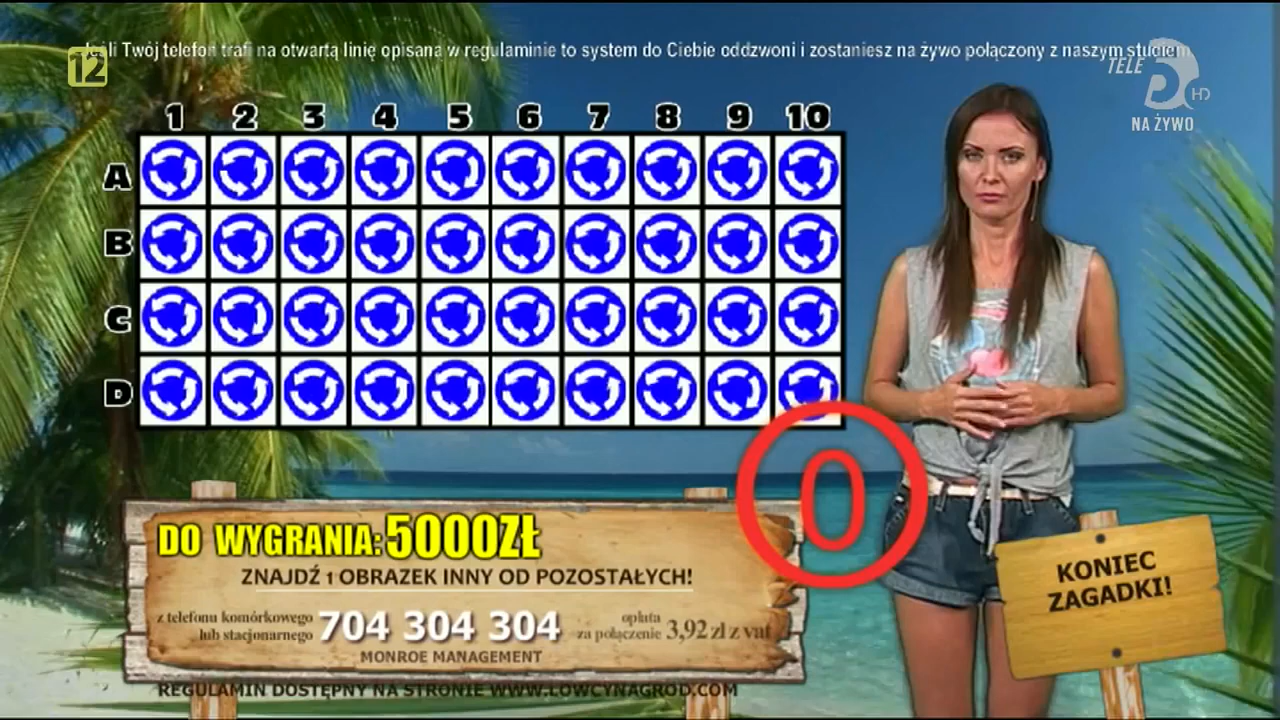 Jeśli Twój telefon trafi na otwartą linię opisana w regulaminie to system do Ciebie oddzwoni i zostaniesz na żywo połączony z naszym studiem
12
TELE 5 HD
NA ŻYWO
1 2 3 4 5 6 7 8 9 10
A
B
C
D
0
DO WYGRANIA: 5000ZŁ
ZNAJDŹ 1 OBRAZEK INNY OD POZOSTAŁYCH!
z telefonu komórkowego
lub stacjonarnego
704 304 304
opłata
za połączenie
3,92 zł z vat
MONROE MANAGEMENT
REGULAMIN DOSTĘPNY NA STRONIE WWW.LOWCYNAGROD.COM
KONIEC
ZAGADKI!